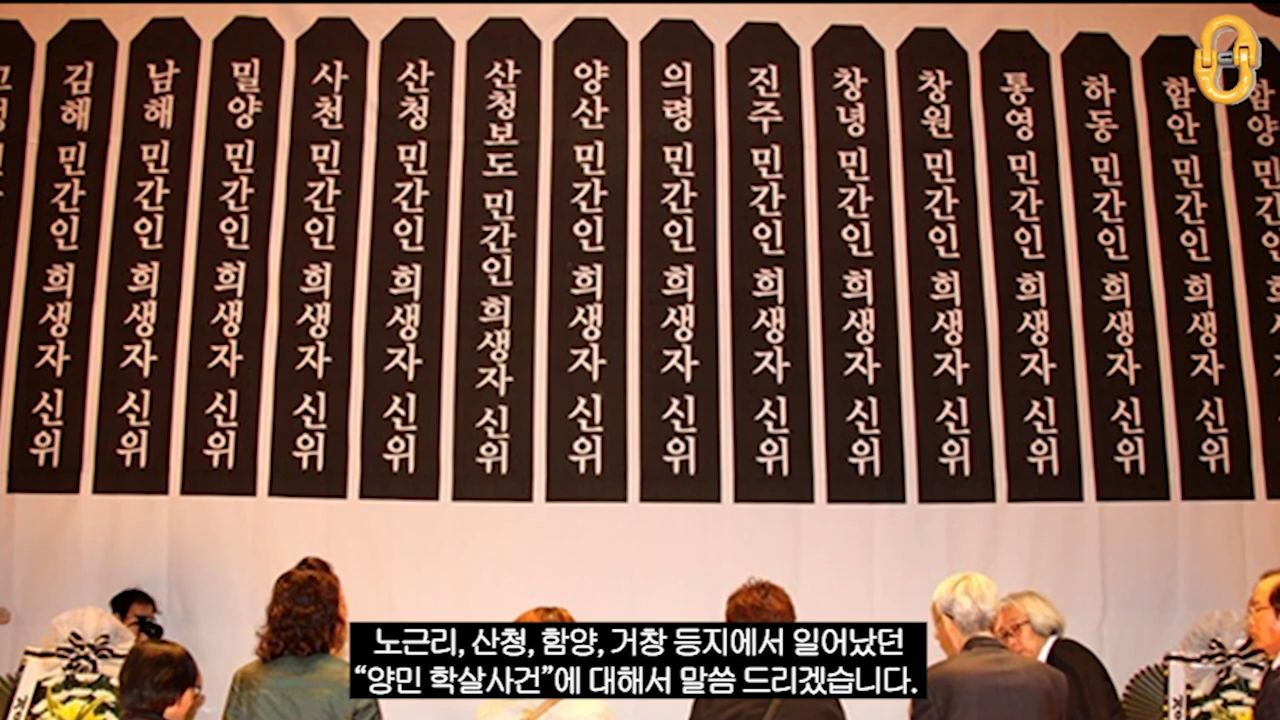 김해 민간인 희생자 신위
남해 민간인 희생자 신위
밀양 민간인 희생자 신위
사천 민간인 희생자 신위
산청 민간인 희생자 신위
산청보도 민간인 희생자 신위
양산 민간인 희생자 신위
의령 민간인 희생자 신위
진주 민간인 희생자 신위
창녕 민간인 희생자 신위
창원 민간인 희생자 신위
통영 민간인 희생자 신위
하동 민간인 희생자 신위
함안 민간인 희생자 신위
함양 민간인 희
노근리, 산청, 함양, 거창 등지에서 일어났던
“양민 학살사건”에 대해서 말씀 드리겠습니다.